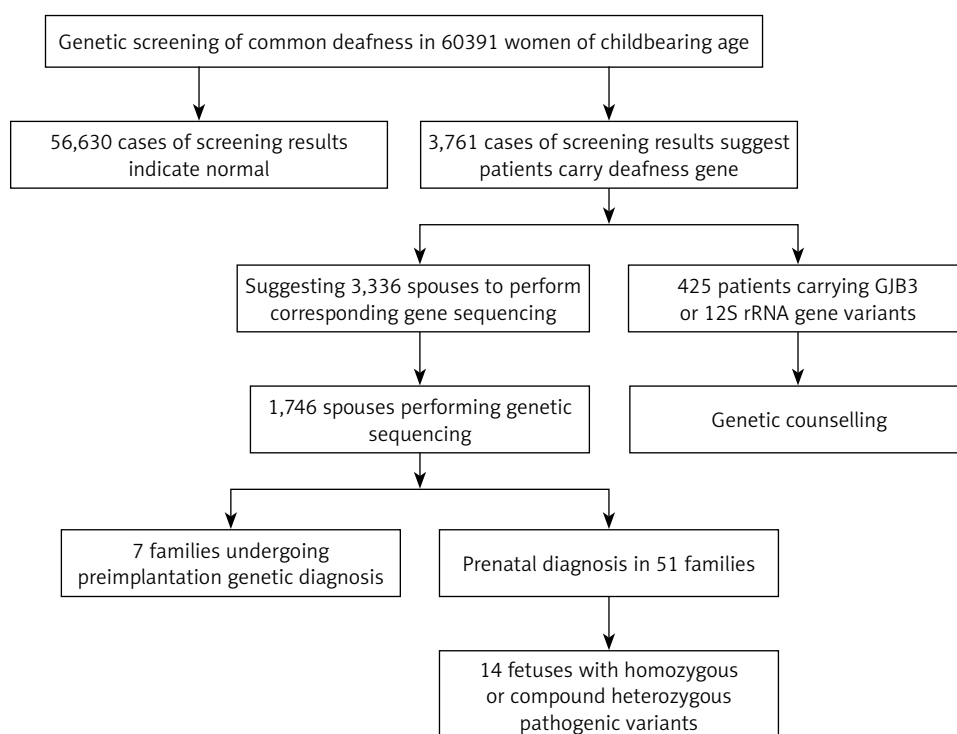 Genetic screening of common deafness in 60391 women of childbearing age
56,630 cases of screening results
indicate normal
3,761 cases of screening results suggest
patients carry deafness gene
Suggesting 3,336 spouses to perform
corresponding gene sequencing
425 patients carrying GJB3
or 12S rRNA gene variants
1,746 spouses performing genetic
sequencing
Genetic counselling
7 families undergoing
preimplantation genetic diagnosis
Prenatal diagnosis in 51 families
14 fetuses with homozygous
or compound heterozygous
pathogenic variants